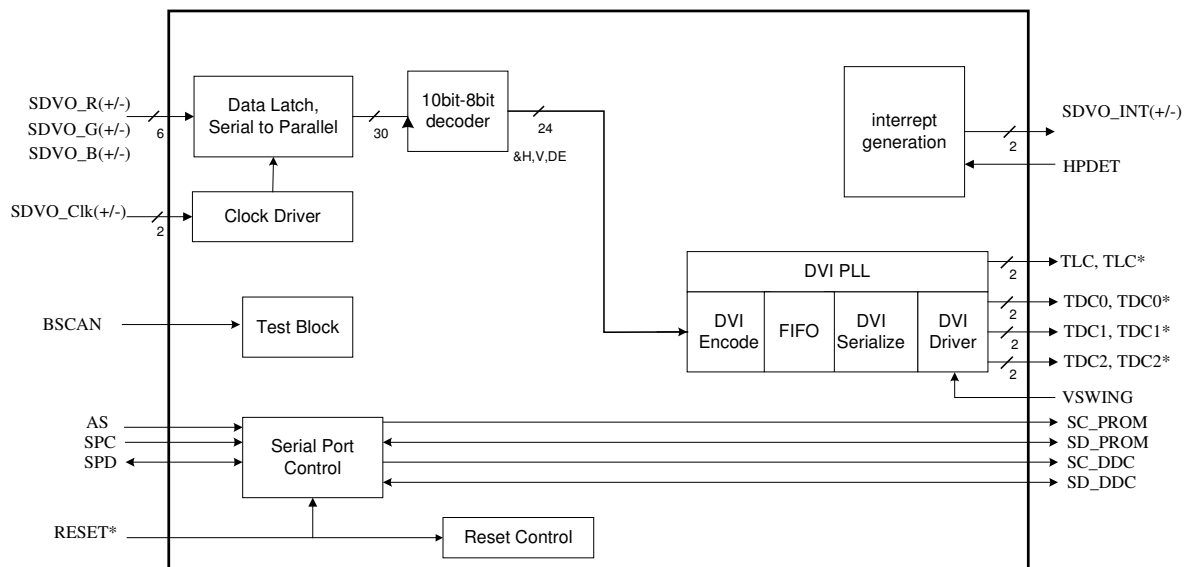 SDVO_R(+/-)
SDVO_G(+/-)
SDVO_B(+/-)
6
Data Latch,
Serial to Parallel
30
10bit-8bit
decoder
24
&H,V,DE
interrept
generation
2
SDVO_INT(+/-)
HPDET
SDVO_Clk(+/-)
2
Clock Driver
DVI PLL
2
TLC, TLC*
BSCAN
Test Block
DVI
Encode
FIFO
DVI
Serialize
DVI
Driver
2
TDC0, TDC0*
2
TDC1, TDC1*
2
TDC2, TDC2*
VSWING
AS
SPC
SPD
Serial Port
Control
SC_PROM
SD_PROM
SC_DDC
SD_DDC
RESET*
Reset Control